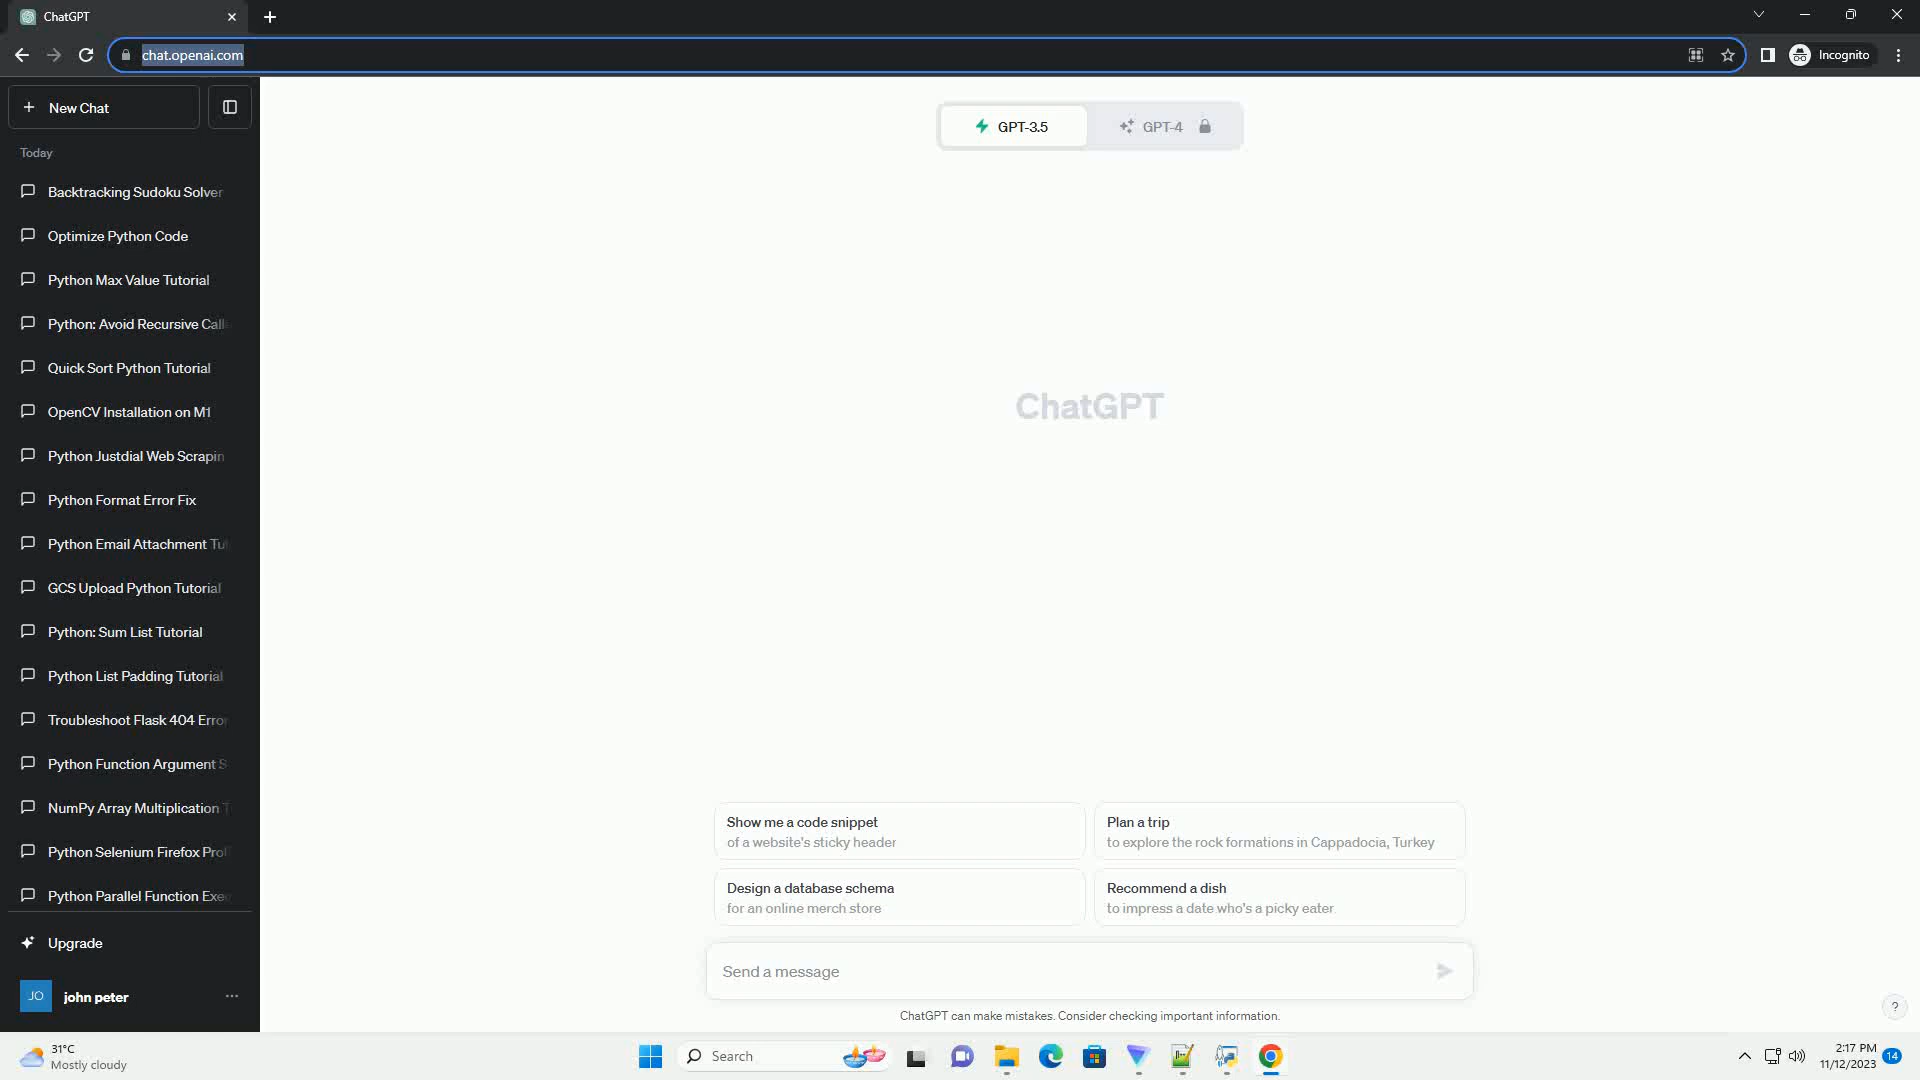 ChatGPT
chat.openai.com
Incognito
New Chat
Today
Backtracking Sudoku Solver
Optimize Python Code
Python Max Value Tutorial
Python: Avoid Recursive Call
Quick Sort Python Tutorial
OpenCV Installation on M1
Python Justdial Web Scrapin
Python Format Error Fix
Python Email Attachment Tu
GCS Upload Python Tutorial
Python: Sum List Tutorial
Python List Padding Tutorial
Troubleshoot Flask 404 Error
Python Function Argument S
NumPy Array Multiplication T
Python Selenium Firefox Pro
Python Parallel Function Exe
Upgrade
JO john peter
GPT-3.5 GPT-4
ChatGPT
Show me a code snippet
of a website's sticky header
Plan a trip
to explore the rock formations in Cappadocia, Turkey
Design a database schema
for an online merch store
Recommend a dish
to impress a date who's a picky eater
Send a message
ChatGPT can make mistakes. Consider checking important information.
?
31°C
Mostly cloudy
Search
2:17 PM
11/12/2023
14